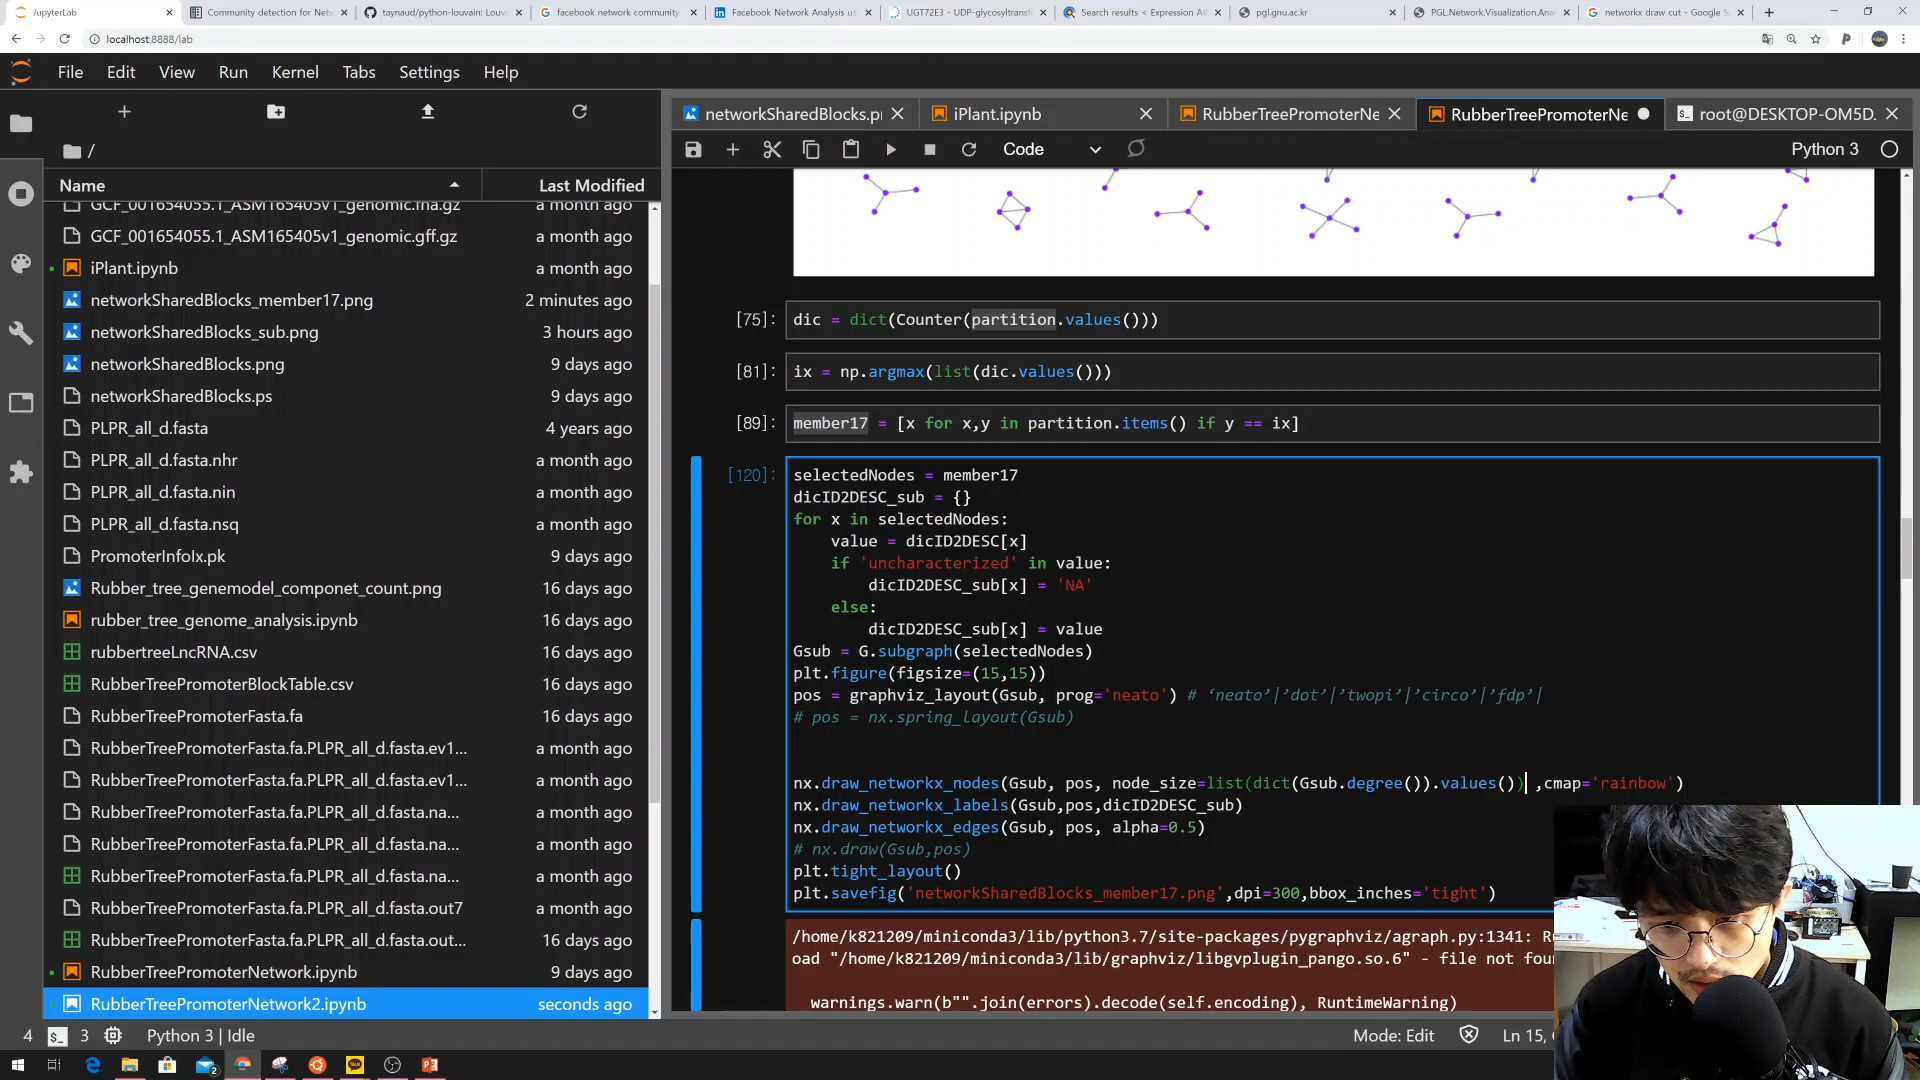 JupyterLab
Community detection for Netw
taynaud/python-louvain: Louva
facebook network community
Facebook Network Analysis us
UGT72E3 - UDP-glycosyltransf
Search results < Expression At
pgl.gnu.ac.kr
PGL.Network.Visualization.Ana
networkx draw cut - Google S
localhost:8888/lab
File Edit View Run Kernel Tabs Settings Help
/
Name Last Modified
GCF_001654055.1_ASM165405v1_genomic.fna.gz a month ago
GCF_001654055.1_ASM165405v1_genomic.gff.gz a month ago
iPlant.ipynb a month ago
networkSharedBlocks_member17.png 2 minutes ago
networkSharedBlocks_sub.png 3 hours ago
networkSharedBlocks.png 9 days ago
networkSharedBlocks.ps 9 days ago
PLPR_all_d.fasta 4 years ago
PLPR_all_d.fasta.nhr a month ago
PLPR_all_d.fasta.nin a month ago
PLPR_all_d.fasta.nsq a month ago
PromoterInfoIx.pk 9 days ago
Rubber_tree_genemodel_componet_count.png 16 days ago
rubber_tree_genome_analysis.ipynb 16 days ago
rubbertreeLncRNA.csv 16 days ago
RubberTreePromoterBlockTable.csv 16 days ago
RubberTreePromoterFasta.fa 16 days ago
RubberTreePromoterFasta.fa.PLPR_all_d.fasta.ev1... a month ago
RubberTreePromoterFasta.fa.PLPR_all_d.fasta.ev1... a month ago
RubberTreePromoterFasta.fa.PLPR_all_d.fasta.na... a month ago
RubberTreePromoterFasta.fa.PLPR_all_d.fasta.na... a month ago
RubberTreePromoterFasta.fa.PLPR_all_d.fasta.na... a month ago
RubberTreePromoterFasta.fa.PLPR_all_d.fasta.out7 a month ago
RubberTreePromoterFasta.fa.PLPR_all_d.fasta.out... 16 days ago
RubberTreePromoterNetwork.ipynb 9 days ago
RubberTreePromoterNetwork2.ipynb seconds ago
networkSharedBlocks.pı
iPlant.ipynb
RubberTreePromoterNe
RubberTreePromoterNe
root@DESKTOP-OM5D.
Code
Python 3
[75]: dic = dict(Counter(partition.values()))
[81]: ix = np.argmax(list(dic.values()))
[89]: member17 = [x for x,y in partition.items() if y == ix]
[120]: selectedNodes = member17
dicID2DESC_sub = {}
for x in selectedNodes:
value = dicID2DESC[x]
if 'uncharacterized' in value:
dicID2DESC_sub[x] = 'NA'
else:
dicID2DESC_sub[x] = value
Gsub = G.subgraph(selectedNodes)
plt.figure(figsize=(15,15))
pos = graphviz_layout(Gsub, prog='neato') # ‘neato’|’dot’|’twopi’|’circo’|’fdp’|
# pos = nx.spring_layout(Gsub)
nx.draw_networkx_nodes(Gsub, pos, node_size=list(dict(Gsub.degree()).values()) ,cmap='rainbow')
nx.draw_networkx_labels(Gsub,pos,dicID2DESC_sub)
nx.draw_networkx_edges(Gsub, pos, alpha=0.5)
# nx.draw(Gsub,pos)
plt.tight_layout()
plt.savefig('networkSharedBlocks_member17.png',dpi=300,bbox_inches='tight')
/home/k821209/miniconda3/lib/python3.7/site-packages/pygraphviz/agraph.py:1341: Ru
oad "/home/k821209/miniconda3/lib/graphviz/libgvplugin_pango.so.6" - file not foun
warnings.warn(b"".join(errors).decode(self.encoding), RuntimeWarning)
4 $_ 3 Python 3 | Idle
Mode: Edit
Ln 15,